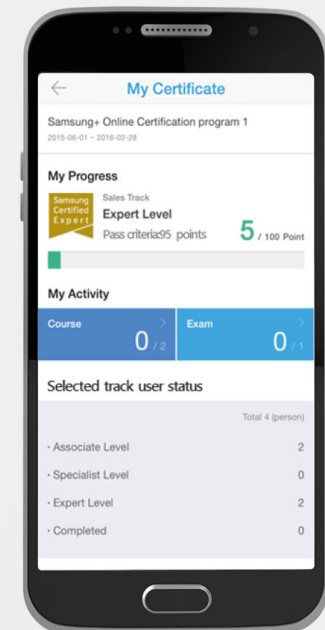 My Certificate
Samsung+ Online Certification program 1
2015-06-01 ~ 2016-02-28
My Progress
Samsung
Certified
Expert
Sales Track
Expert Level
Pass criteria:95 points
5 / 100 Point
My Activity
Course
0 / 2
Exam
0 / 1
Selected track user status
Total 4 (person)
· Associate Level 2
· Specialist Level 0
· Expert Level 2
· Completed 0